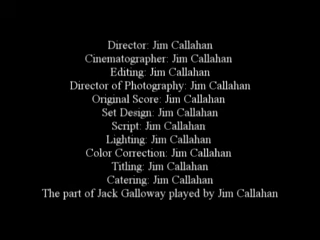 Director: Jim Callahan
Cinematographer: Jim Callahan
Editing: Jim Callahan
Director of Photography: Jim Callahan
Original Score: Jim Callahan
Set Design: Jim Callahan
Script: Jim Callahan
Lighting: Jim Callahan
Color Correction: Jim Callahan
Titling: Jim Callahan
Catering: Jim Callahan
The part of Jack Galloway played by Jim Callahan